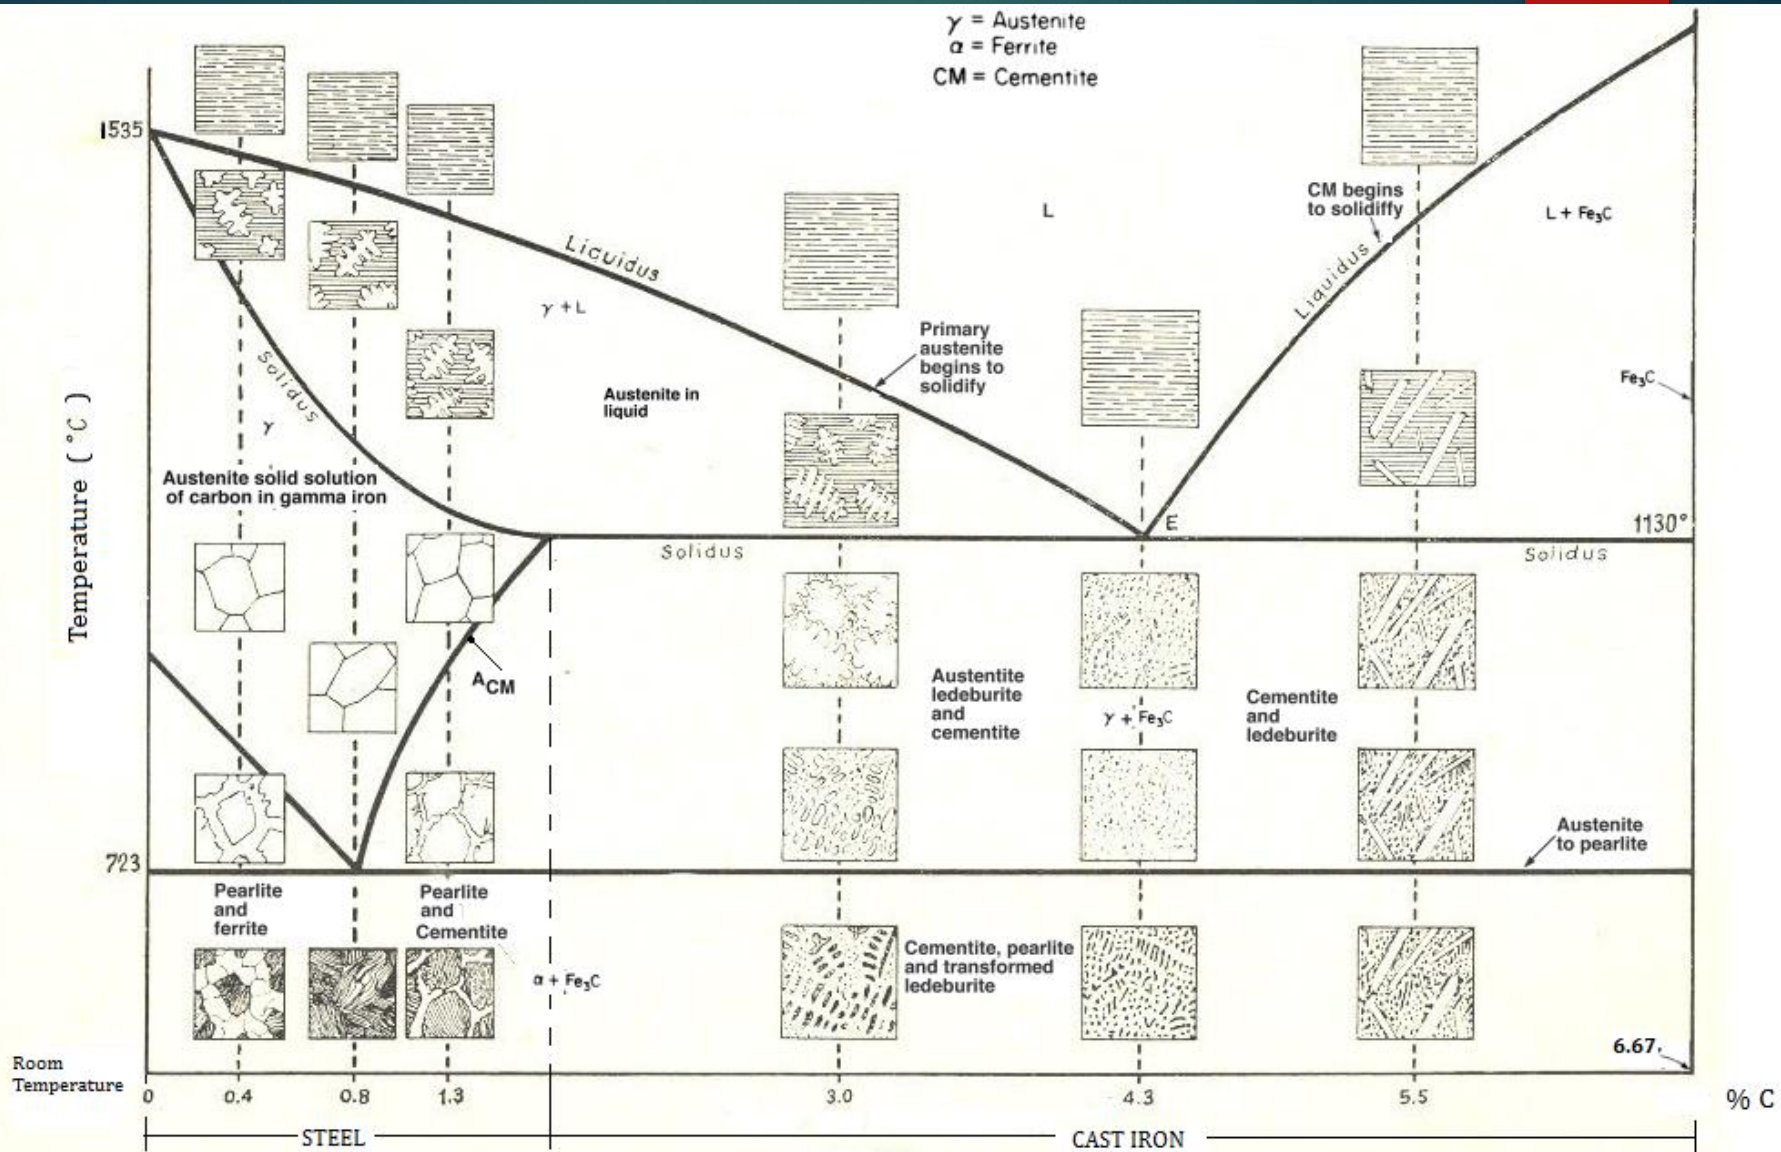 γ = Austenite
α = Ferrite
CM = Cementite
1535
Liquidus
L
CM begins
to solidiffy
L + Fe₃C
Liquidus
γ + L
Primary
austenite
begins to
solidify
Solidus
Austenite in
liquid
Fe₃C
γ
Temperature ( °C )
Austenite solid solution
of carbon in gamma iron
E
1130°
Solidus
Solidus
ACM
Austentite
ledeburite
and
cementite
γ + Fe₃C
Cementite
and
ledeburite
Austenite
to pearlite
723
Pearlite
and
ferrite
Pearlite
and
Cementite
α + Fe₃C
Cementite, pearlite
and transformed
ledeburite
6.67
Room
Temperature
0 0.4 0.8 1.3 3.0 4.3 5.5 % C
STEEL CAST IRON